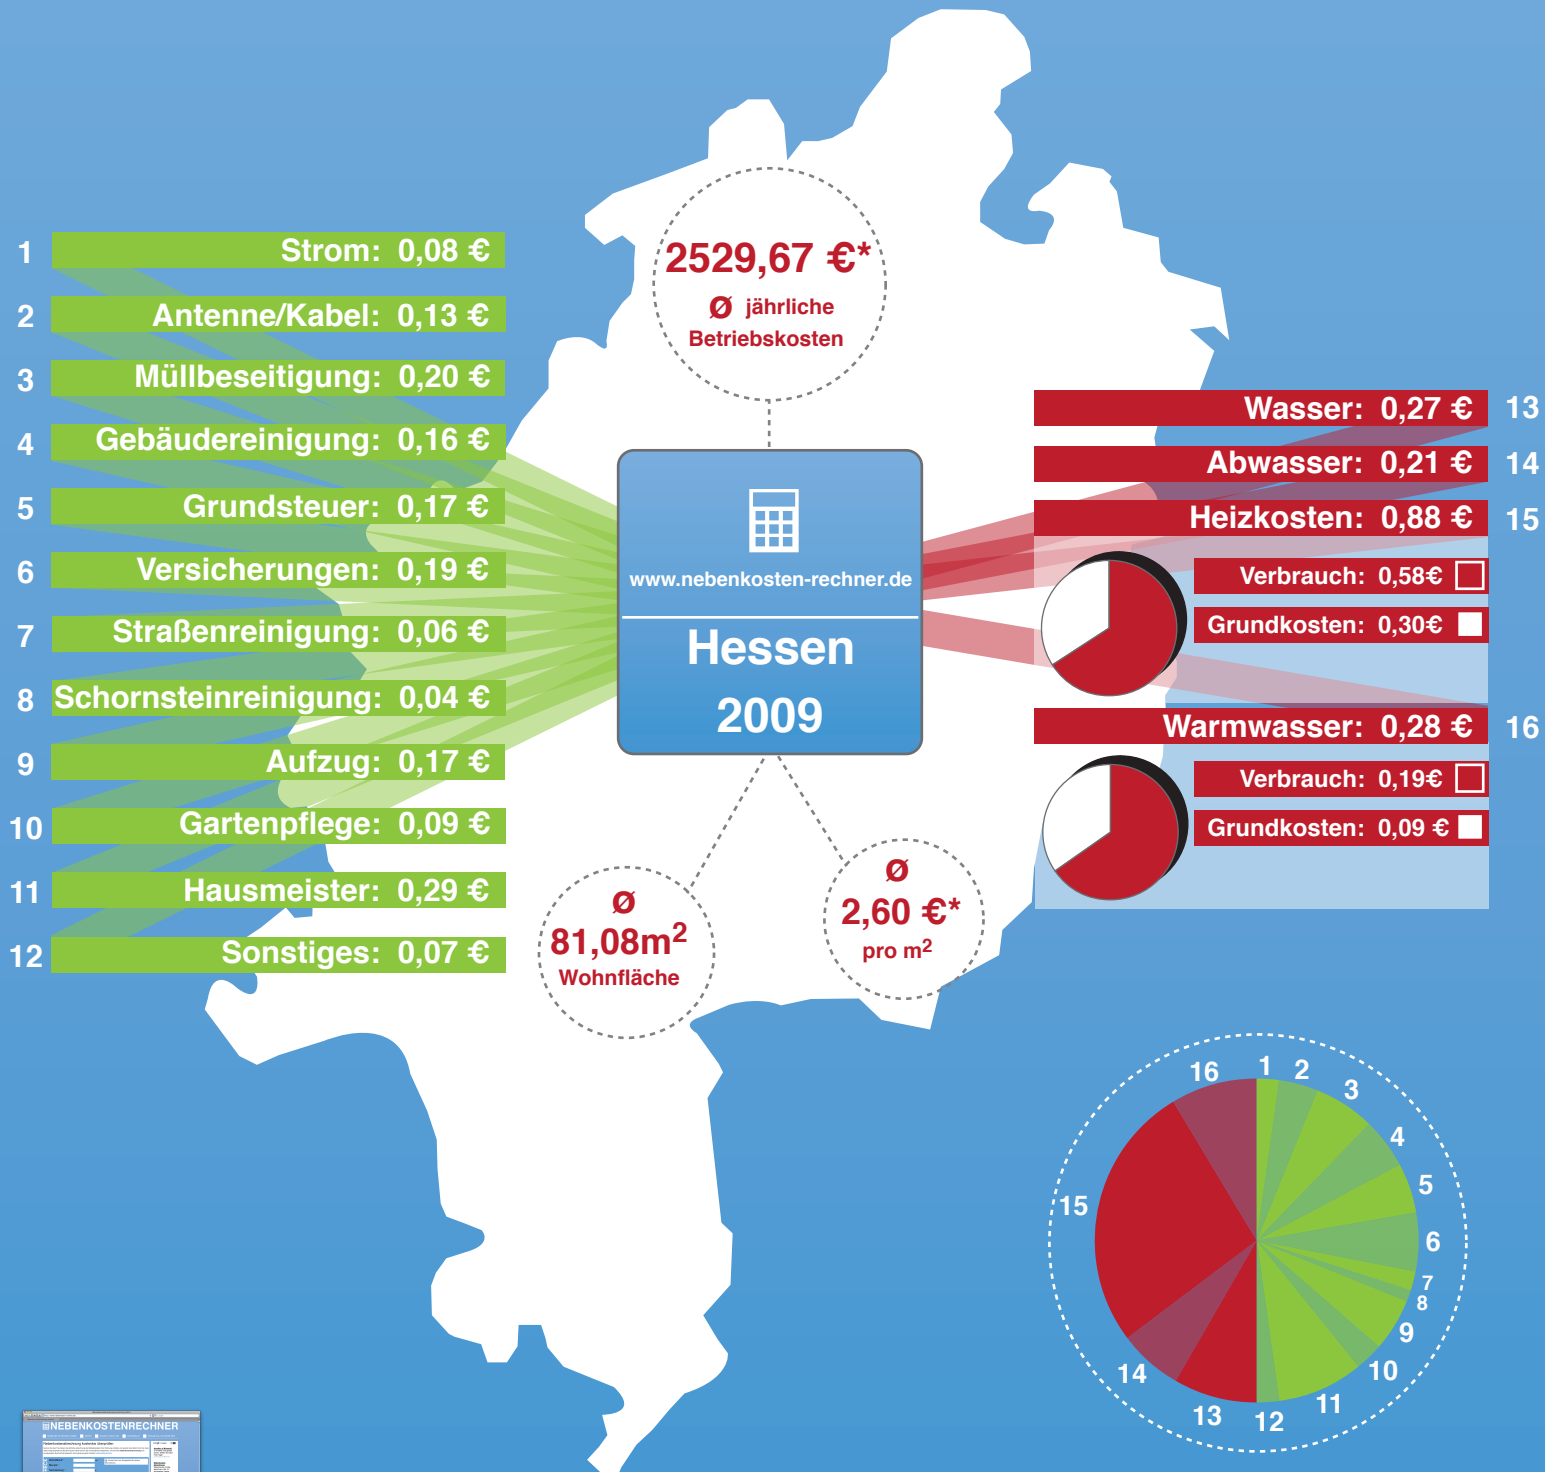 2529,67 €*
Ø jährliche
Betriebskosten
1 Strom: 0,08 €
2 Antenne/Kabel: 0,13 €
3 Müllbeseitigung: 0,20 €
4 Gebäudereinigung: 0,16 €
5 Grundsteuer: 0,17 €
6 Versicherungen: 0,19 €
7 Straßenreinigung: 0,06 €
8 Schornsteinreinigung: 0,04 €
9 Aufzug: 0,17 €
10 Gartenpflege: 0,09 €
11 Hausmeister: 0,29 €
12 Sonstiges: 0,07 €
www.nebenkosten-rechner.de
Hessen
2009
Wasser: 0,27 € 13
Abwasser: 0,21 € 14
Heizkosten: 0,88 € 15
Verbrauch: 0,58€
Grundkosten: 0,30€
Warmwasser: 0,28 € 16
Verbrauch: 0,19€
Grundkosten: 0,09 €
Ø
81,08m²
Wohnfläche
Ø
2,60 €*
pro m²
1
2
3
4
5
6
7
8
9
10
11
12
13
14
15
16
NEBENKOSTENRECHNER